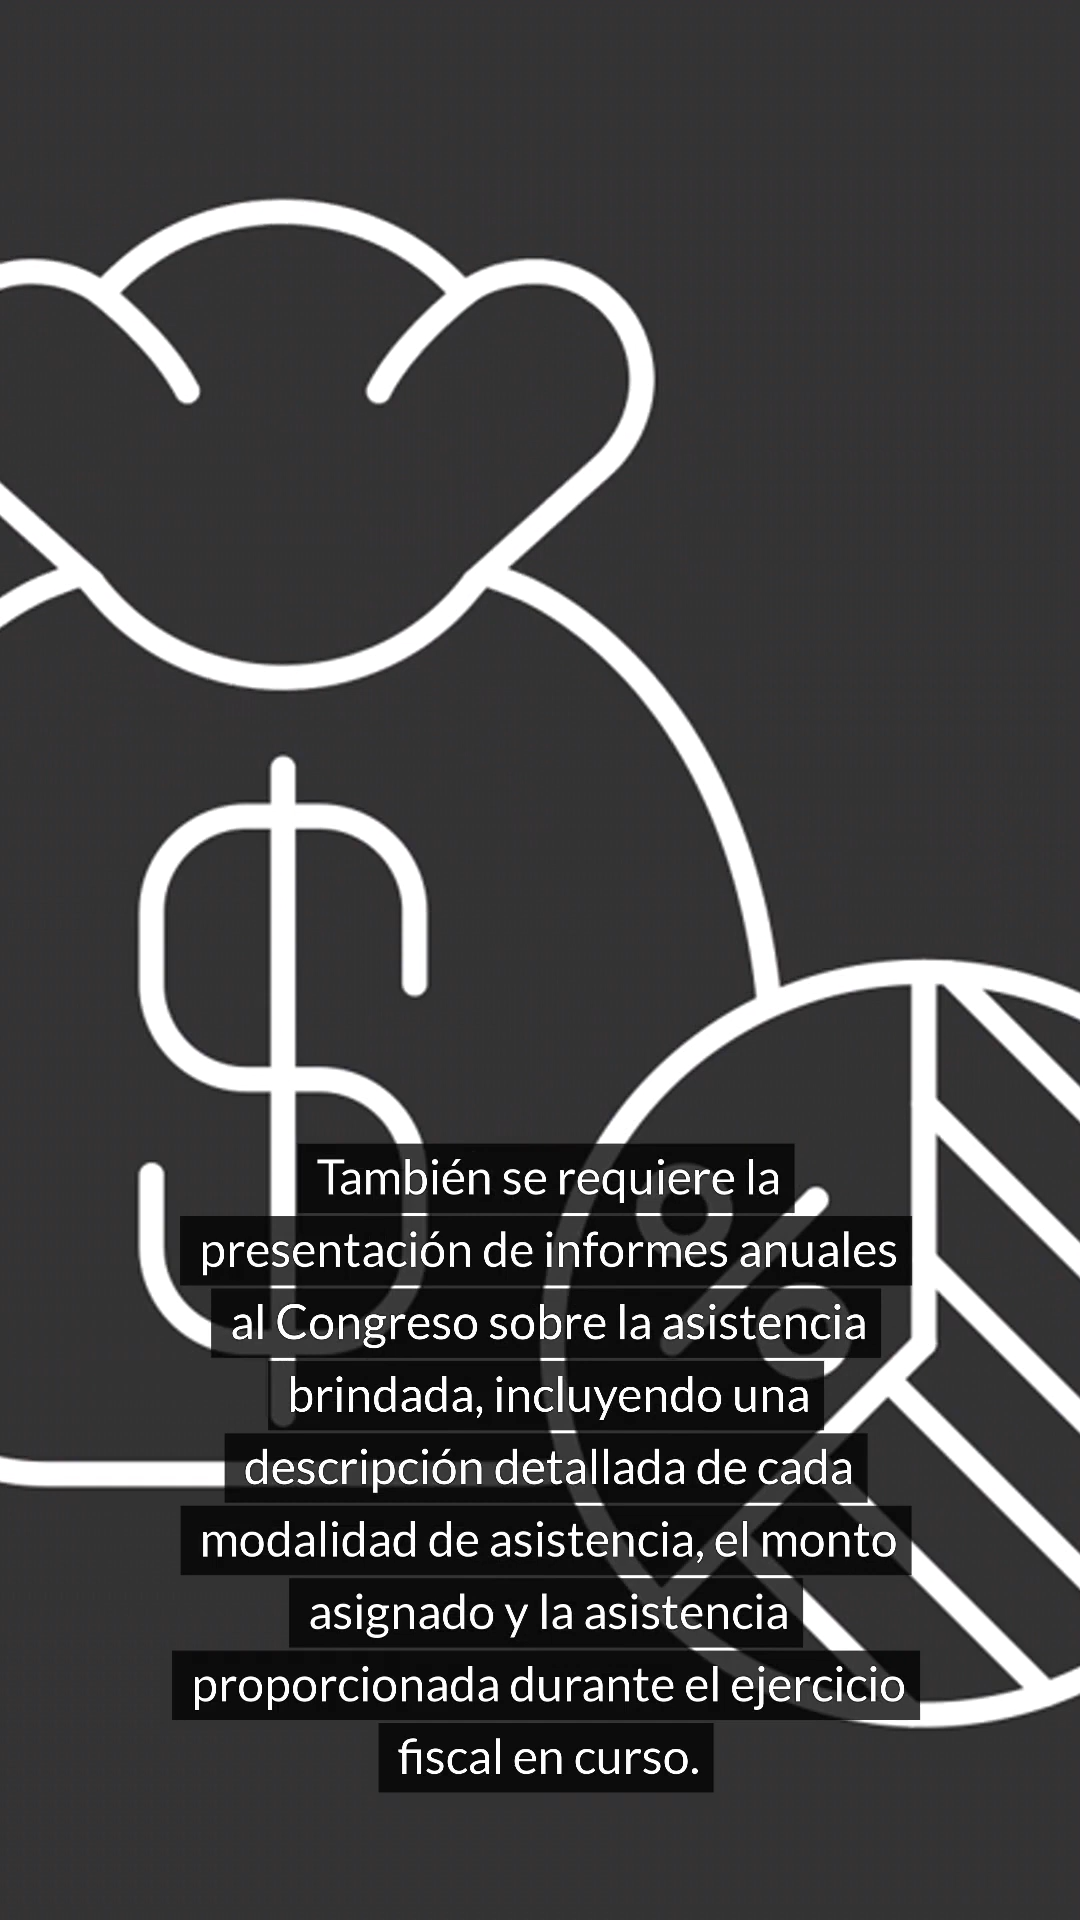 También se requiere la
presentación de informes anuales
al Congreso sobre la asistencia
brindada, incluyendo una
descripción detallada de cada
modalidad de asistencia, el monto
asignado y la asistencia
proporcionada durante el ejercicio
fiscal en curso.
$
%